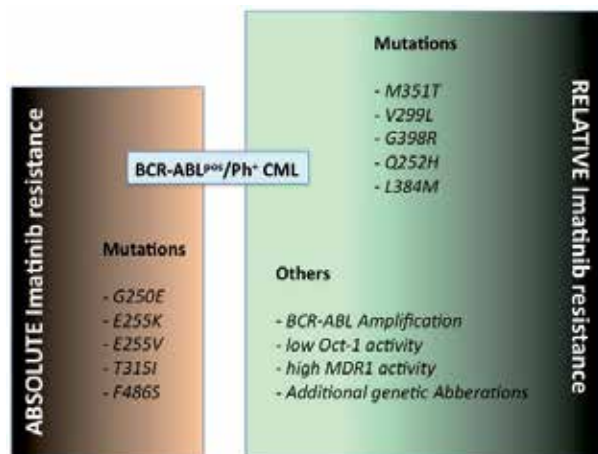 ABSOLUTE Imatinib resistance
BCR-ABLᵖᵒˢ/Ph⁺ CML
Mutations
- G250E
- E255K
- E255V
- T315I
- F486S
Mutations
- M351T
- V299L
- G398R
- Q252H
- L384M
Others
- BCR-ABL Amplification
- low Oct-1 activity
- high MDR1 activity
- Additional genetic Abberations
RELATIVE Imatinib resistance